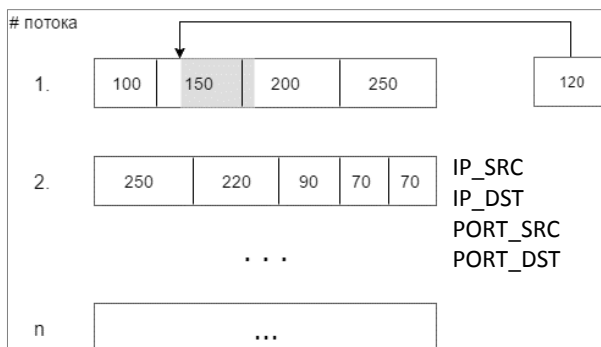 # потока
1. 100 150 200 250 120
2. 250 220 90 70 70
IP_SRC
IP_DST
PORT_SRC
PORT_DST
. . .
n ...